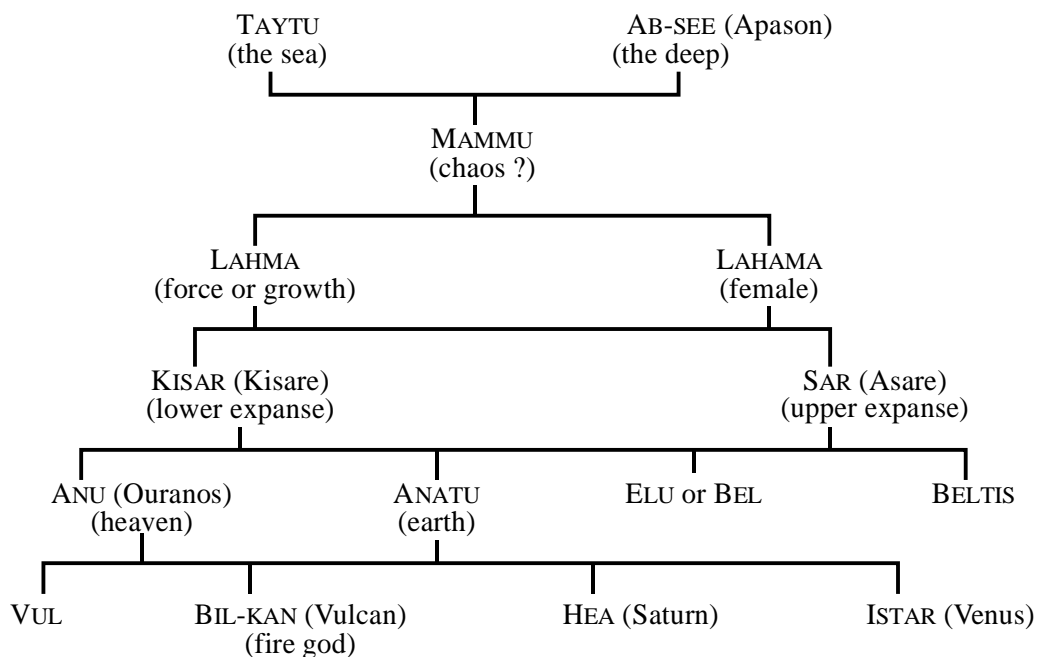 TAYTU AB-SEE (Apason)
(the sea) (the deep)
MAMMU
(chaos ?)
LAHMA LAHAMA
(force or growth) (female)
KISAR (Kisare) SAR (Asare)
(lower expanse) (upper expanse)
ANU (Ouranos) ANATU ELU or BEL BELTIS
(heaven) (earth)
VUL BIL-KAN (Vulcan) HEA (Saturn) ISTAR (Venus)
(fire god)